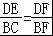 DE/BC = DF/BF